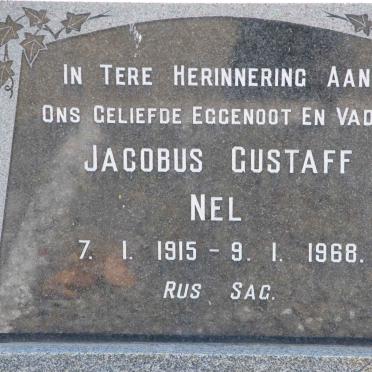 In Tere Herinnering Aan
Ons Geliefde Eggenoot En Vad
Jacobus Gustaff
Nel
7. 1. 1915 - 9. 1. 1968.
Rus Sag.